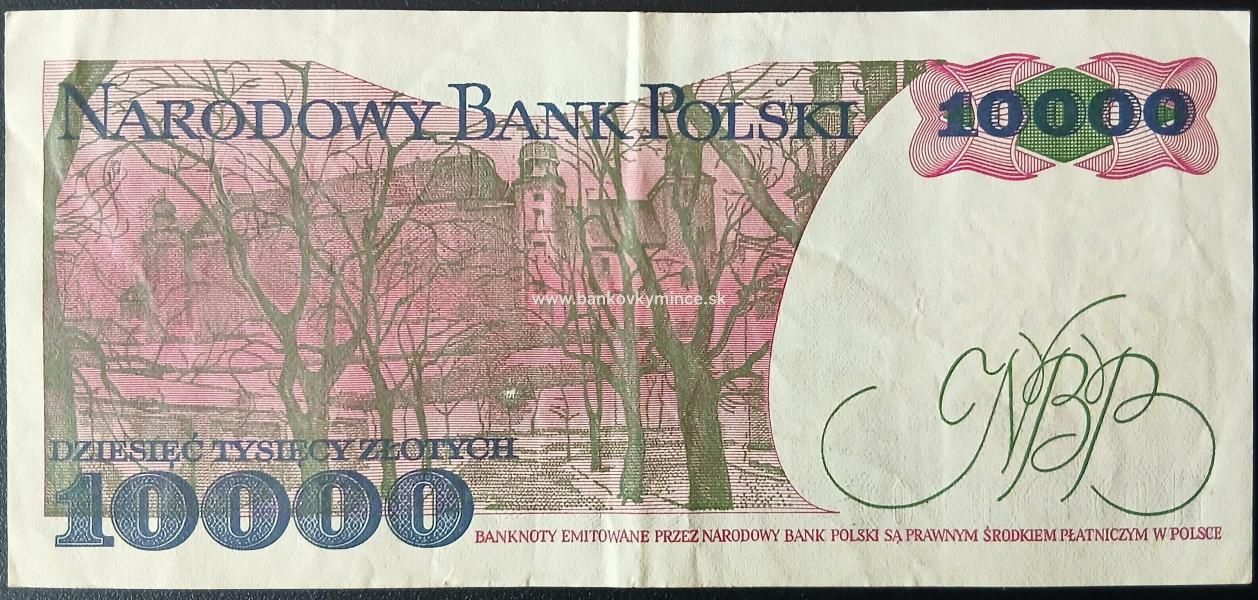 NARODOWY BANK POLSKI
10000
www.bankovkymince.sk
NBP
DZIESIĘĆ TYSIĘCY ZŁOTYCH
10000
BANKNOTY EMITOWANE PRZEZ NARODOWY BANK POLSKI SĄ PRAWNYM ŚRODKIEM PŁATNICZYM W POLSCE